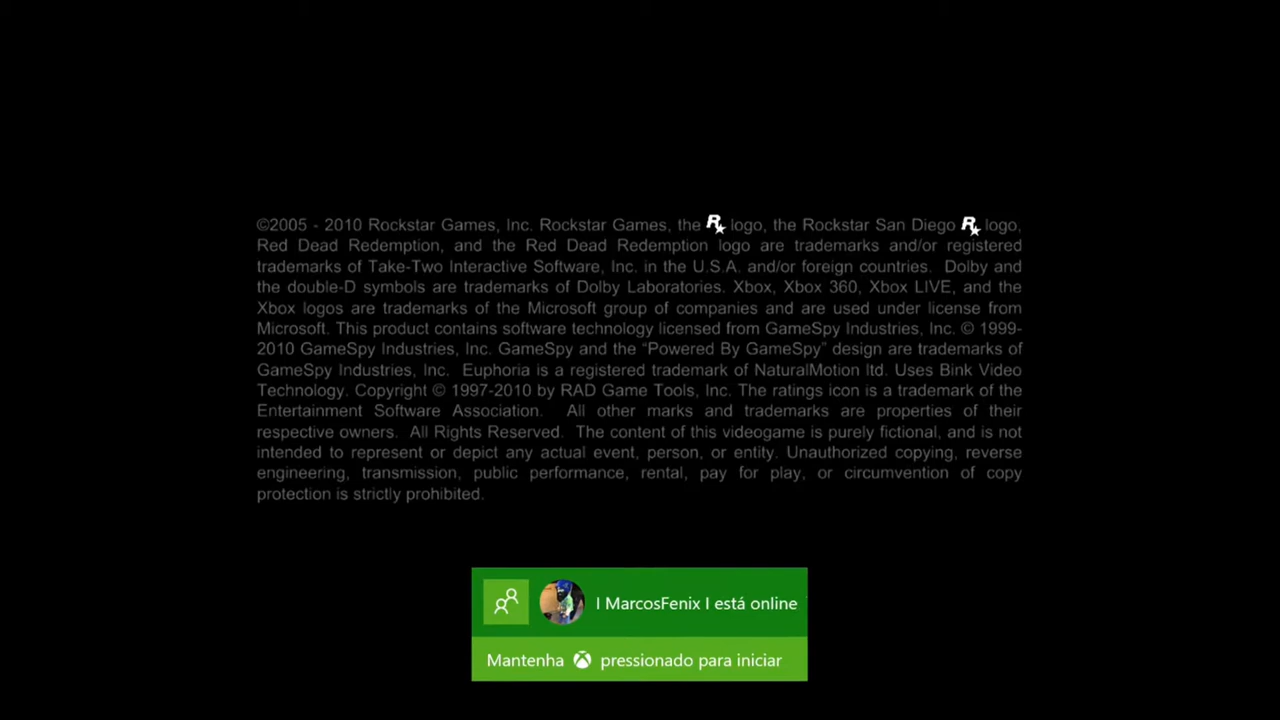 ©2005 - 2010 Rockstar Games, Inc. Rockstar Games, the R logo, the Rockstar San Diego R logo,
Red Dead Redemption, and the Red Dead Redemption logo are trademarks and/or registered
trademarks of Take-Two Interactive Software, Inc. in the U.S.A. and/or foreign countries. Dolby and
the double-D symbols are trademarks of Dolby Laboratories. Xbox, Xbox 360, Xbox LIVE, and the
Xbox logos are trademarks of the Microsoft group of companies and are used under license from
Microsoft. This product contains software technology licensed from GameSpy Industries, Inc. © 1999-
2010 GameSpy Industries, Inc. GameSpy and the “Powered By GameSpy” design are trademarks of
GameSpy Industries, Inc. Euphoria is a registered trademark of NaturalMotion ltd. Uses Bink Video
Technology. Copyright © 1997-2010 by RAD Game Tools, Inc. The ratings icon is a trademark of the
Entertainment Software Association. All other marks and trademarks are properties of their
respective owners. All Rights Reserved. The content of this videogame is purely fictional, and is not
intended to represent or depict any actual event, person, or entity. Unauthorized copying, reverse
engineering, transmission, public performance, rental, pay for play, or circumvention of copy
protection is strictly prohibited.
I MarcosFenix I está online
Mantenha pressionado para iniciar